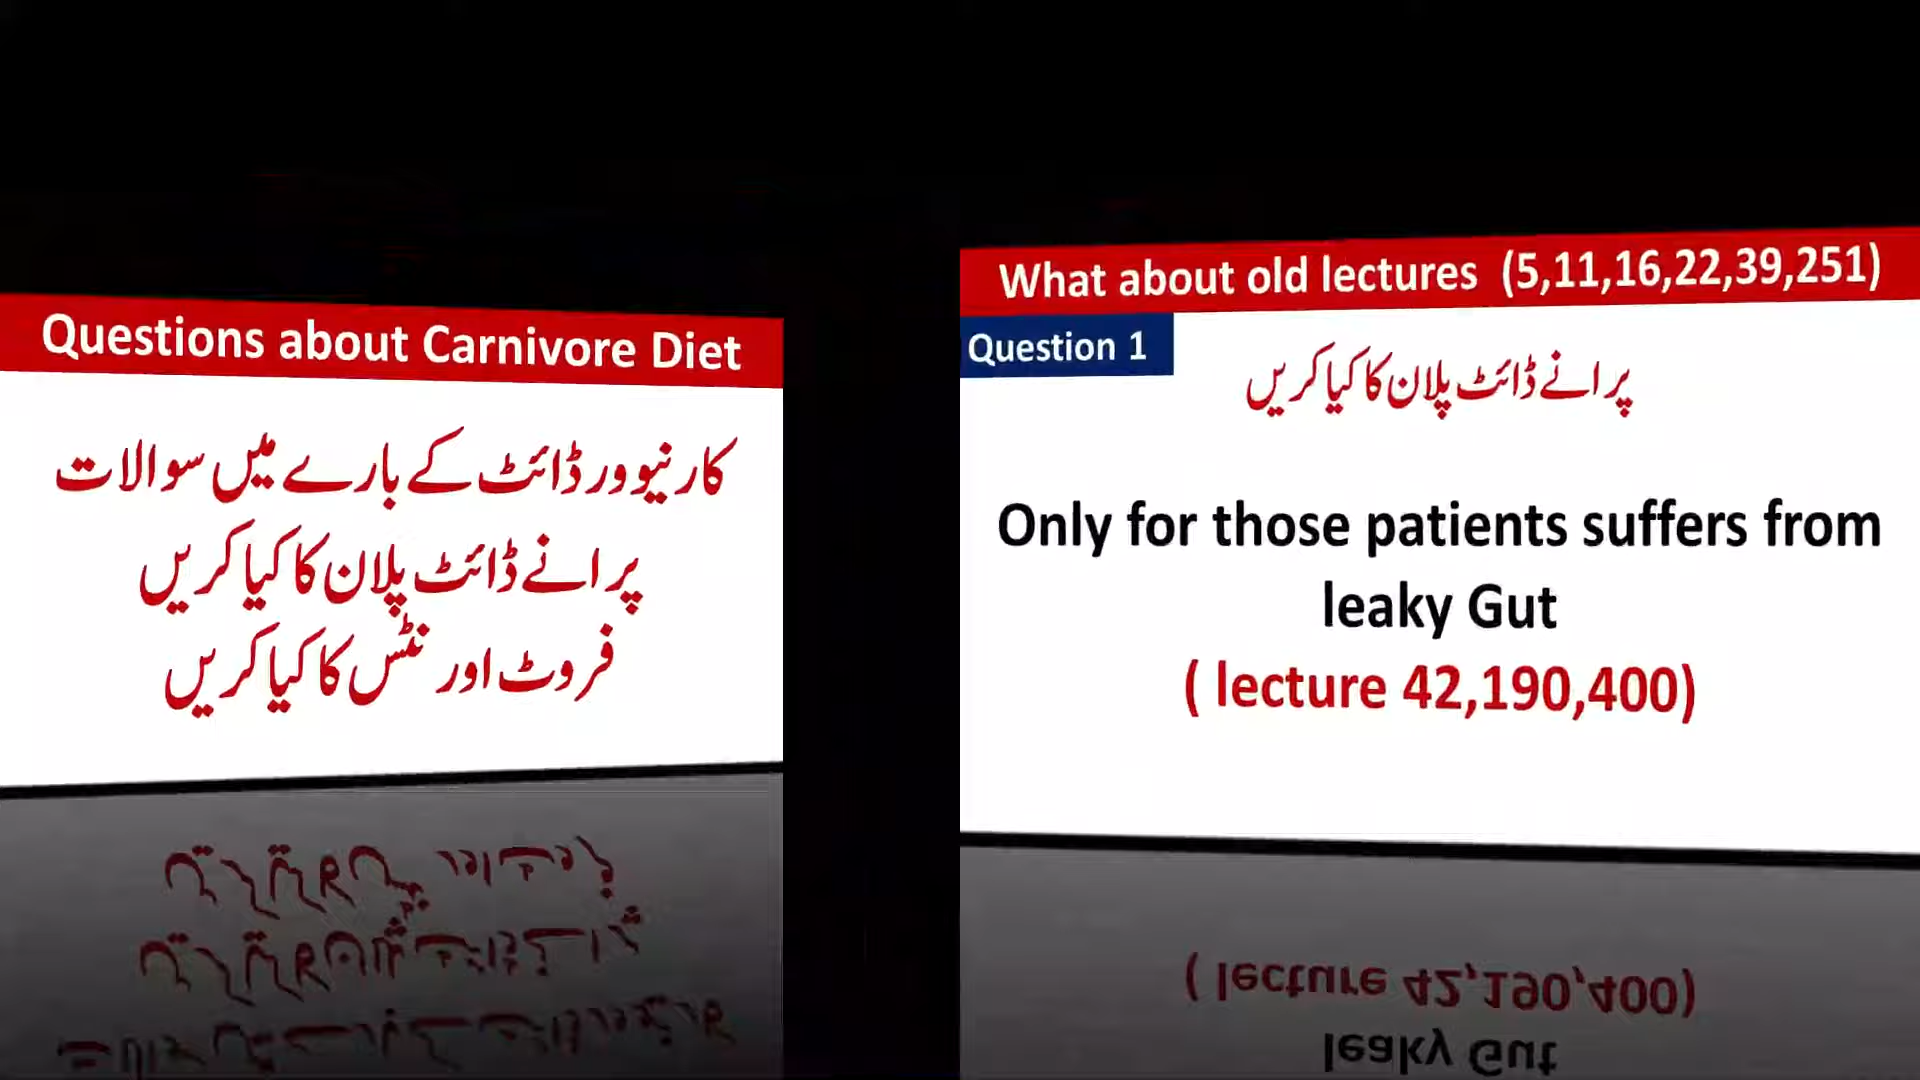 Questions about Carnivore Diet
کارنیوور ڈائٹ کے بارے میں سوالات
پرانے ڈائٹ پلان کا کیا کریں
فروٹ اور نٹس کا کیا کریں
What about old lectures (5,11,16,22,39,251)
Question 1
پرانے ڈائٹ پلان کا کیا کریں
Only for those patients suffers from
leaky Gut
( lecture 42,190,400)